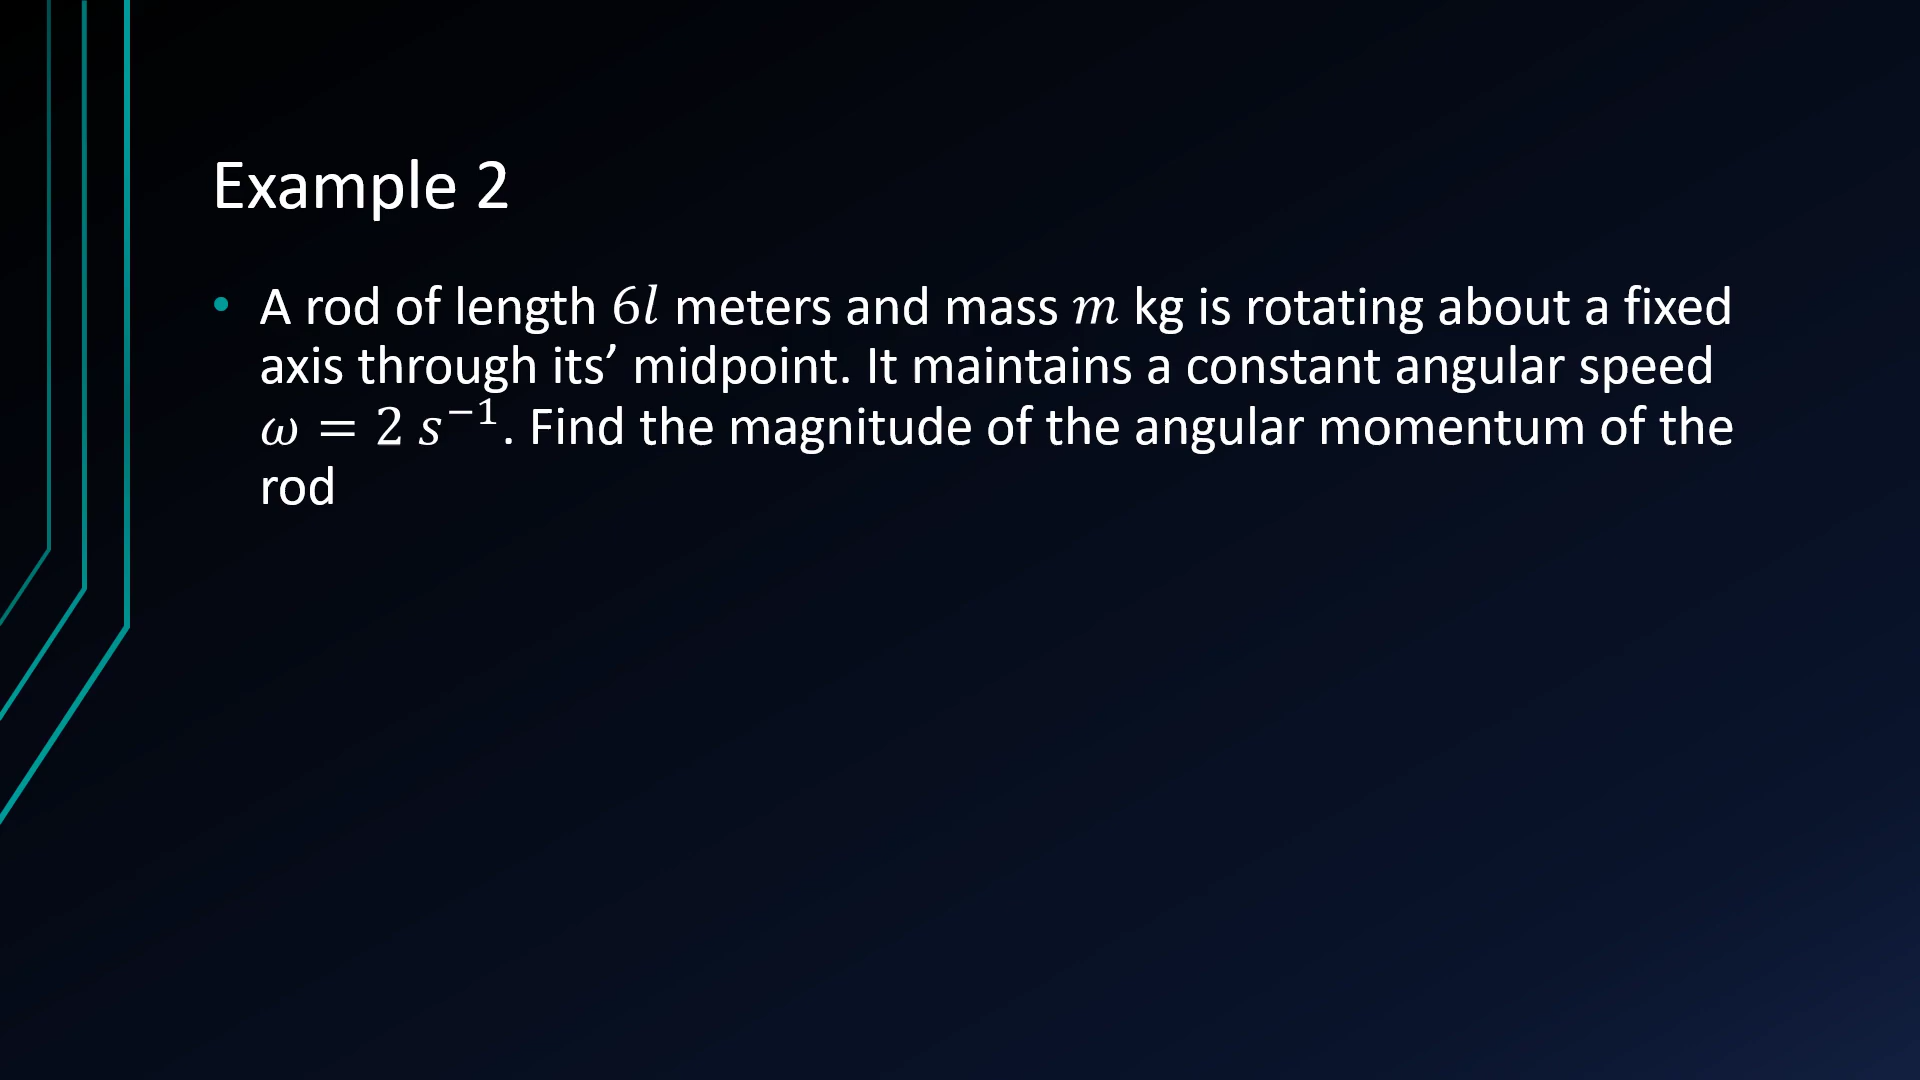 Example 2
• A rod of length 6𝑙 meters and mass 𝑚 kg is rotating about a fixed
axis through its’ midpoint. It maintains a constant angular speed
𝜔 = 2 𝑠⁻¹. Find the magnitude of the angular momentum of the
rod